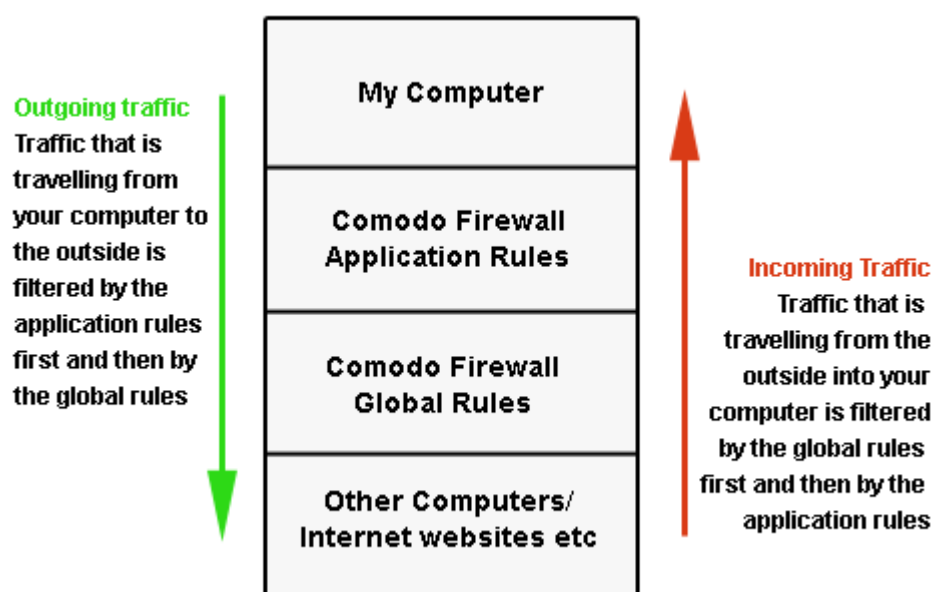 Outgoing traffic
Traffic that is
travelling from
your computer to
the outside is
filtered by the
application rules
first and then by
the global rules
My Computer
Comodo Firewall
Application Rules
Comodo Firewall
Global Rules
Other Computers/
Internet websites etc
Incoming Traffic
Traffic that is
travelling from the
outside into your
computer is filtered
by the global rules
first and then by the
application rules